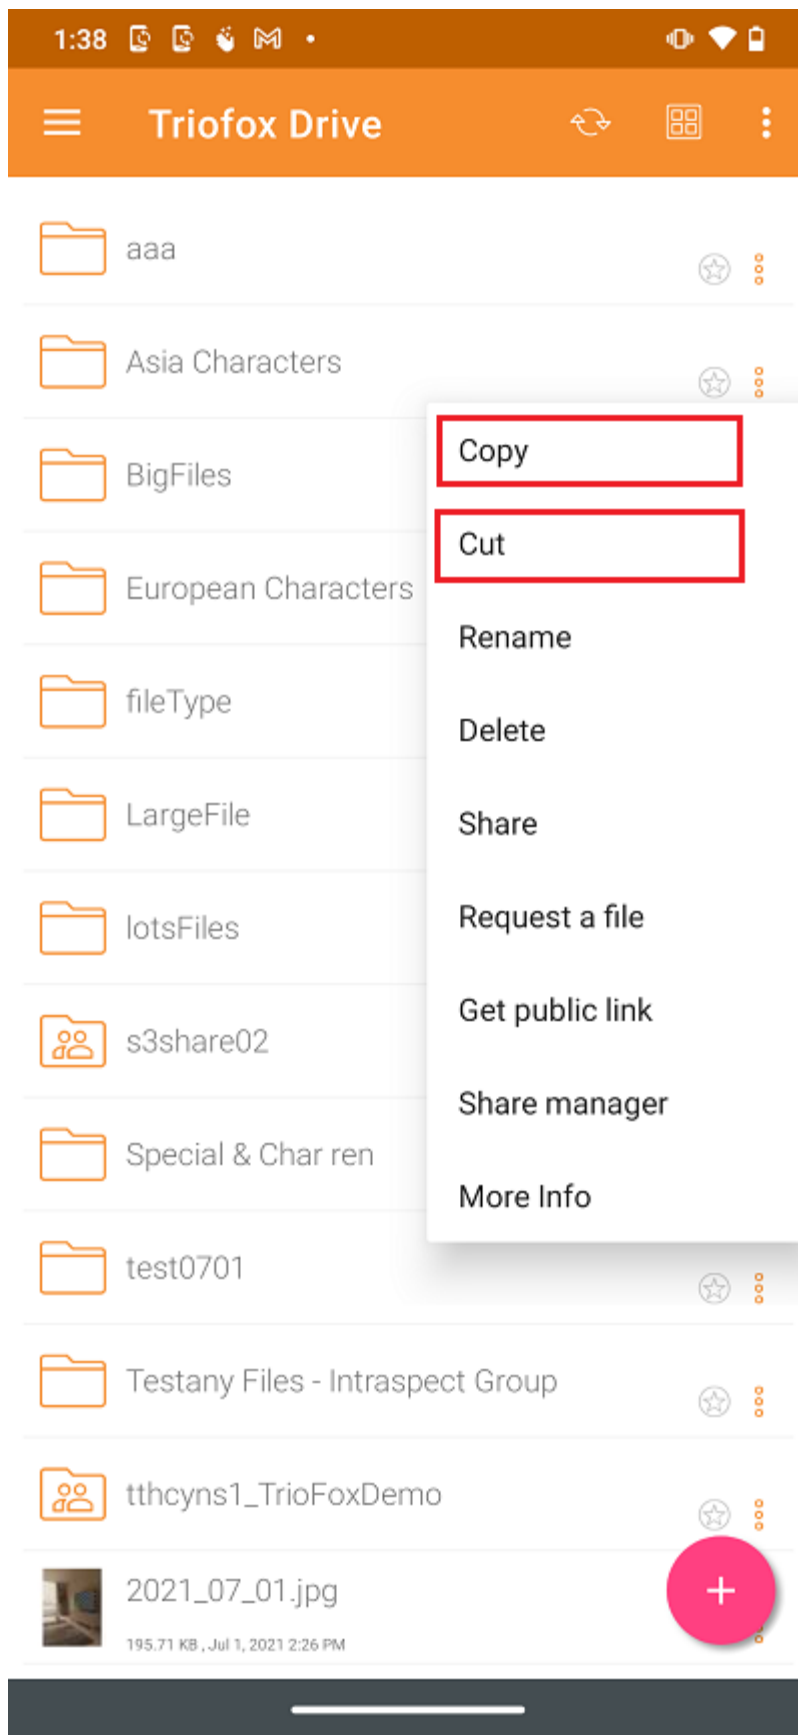 1:38
Triofox Drive
aaa
Asia Characters
BigFiles
European Characters
fileType
LargeFile
lotsFiles
s3share02
Special & Char ren
test0701
Testany Files - Intraspect Group
tthcyns1_TrioFoxDemo
2021_07_01.jpg
195.71 KB , Jul 1, 2021 2:26 PM
Copy
Cut
Rename
Delete
Share
Request a file
Get public link
Share manager
More Info